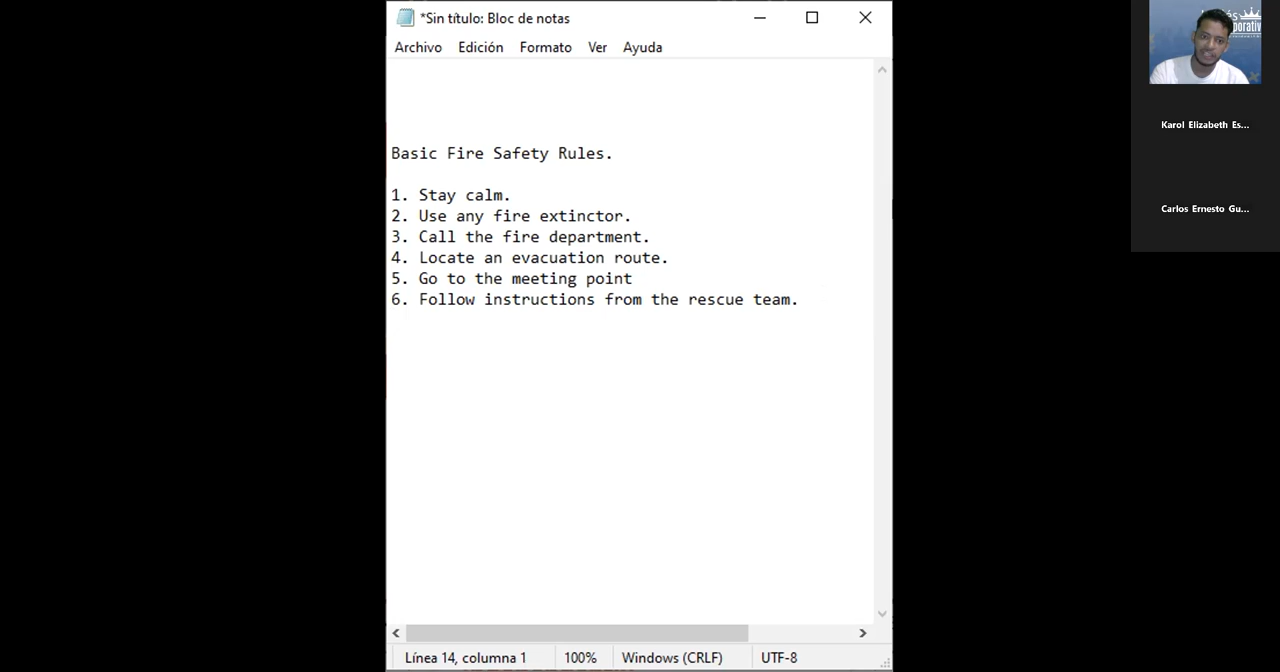 *Sin título: Bloc de notas
Archivo Edición Formato Ver Ayuda
Basic Fire Safety Rules.
1. Stay calm.
2. Use any fire extinctor.
3. Call the fire department.
4. Locate an evacuation route.
5. Go to the meeting point
6. Follow instructions from the rescue team.
Línea 14, columna 1 100% Windows (CRLF) UTF-8
Karol Elizabeth Es...
Carlos Ernesto Gu...